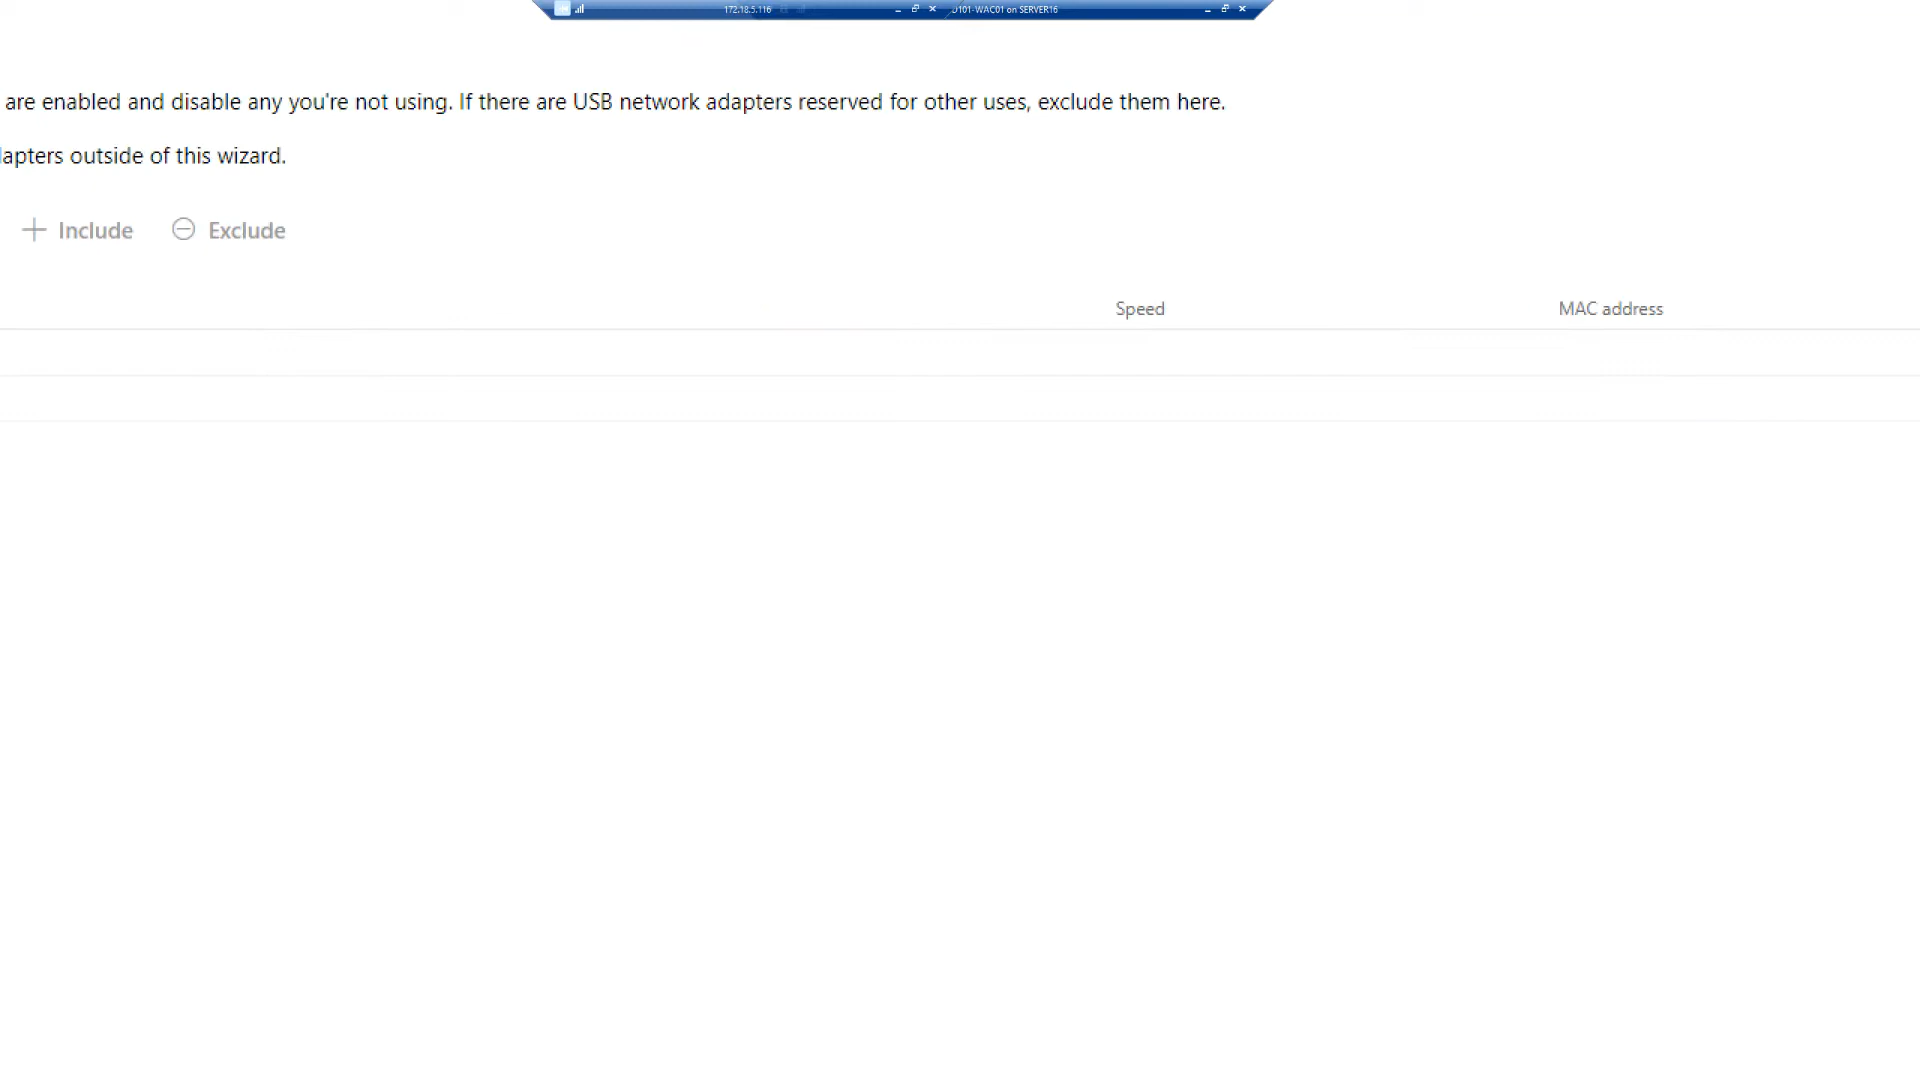 172.18.5.116
J101-WAC01 on SERVER16
are enabled and disable any you're not using. If there are USB network adapters reserved for other uses, exclude them here.
lapters outside of this wizard.
Include Exclude
Speed MAC address